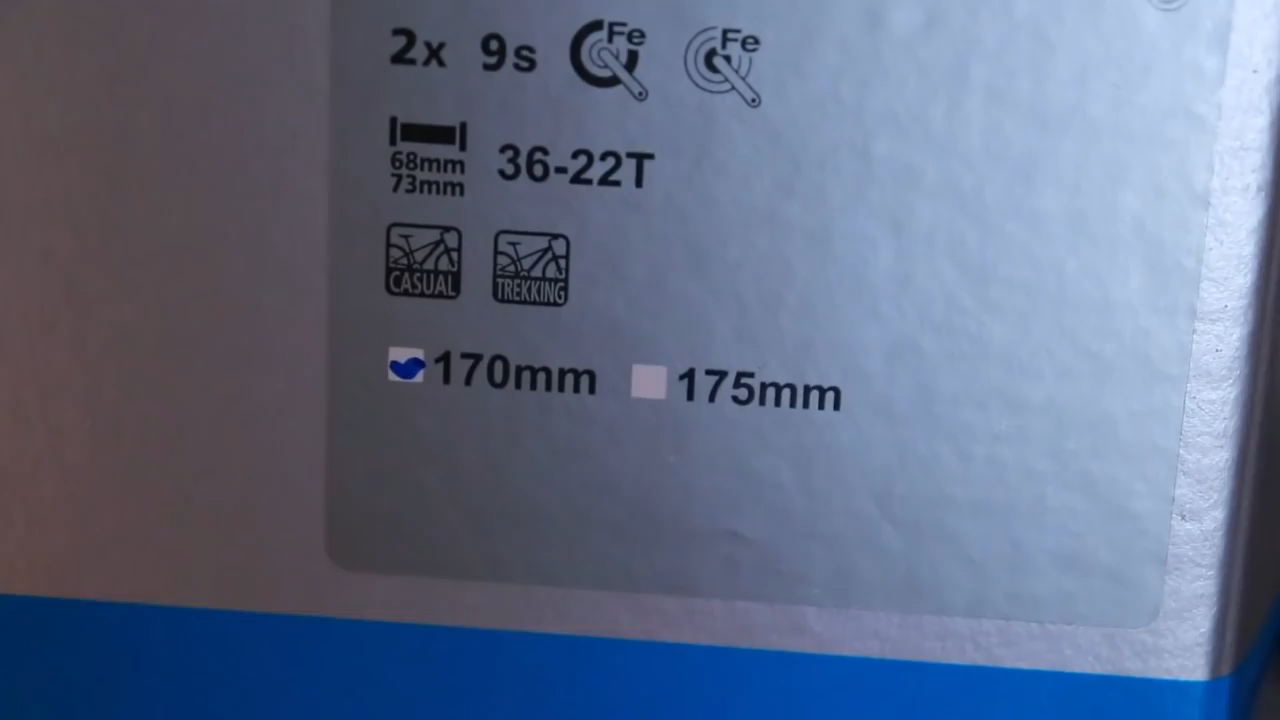 2x 9s Fe Fe
68mm
73mm
36-22T
CASUAL TREKKING
170mm 175mm